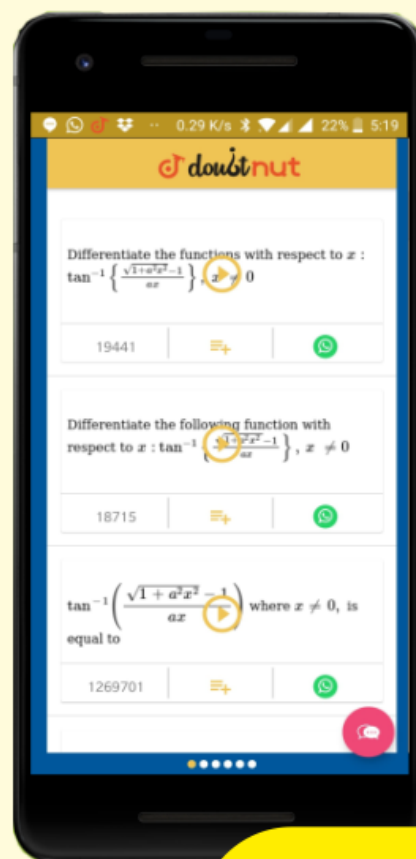 0.29 K/s 22% 5:19
doubtnut
Differentiate the functions with respect to x :
tan⁻¹ { (√(1+a²x²)−1)/(ax) } , x ≠ 0
19441
Differentiate the following function with
respect to x : tan⁻¹ { (√(1+a²x²)−1)/(ax) } , x ≠ 0
18715
tan⁻¹ ( (√(1 + a²x²) − 1)/(ax) ) where x ≠ 0, is
equal to
1269701